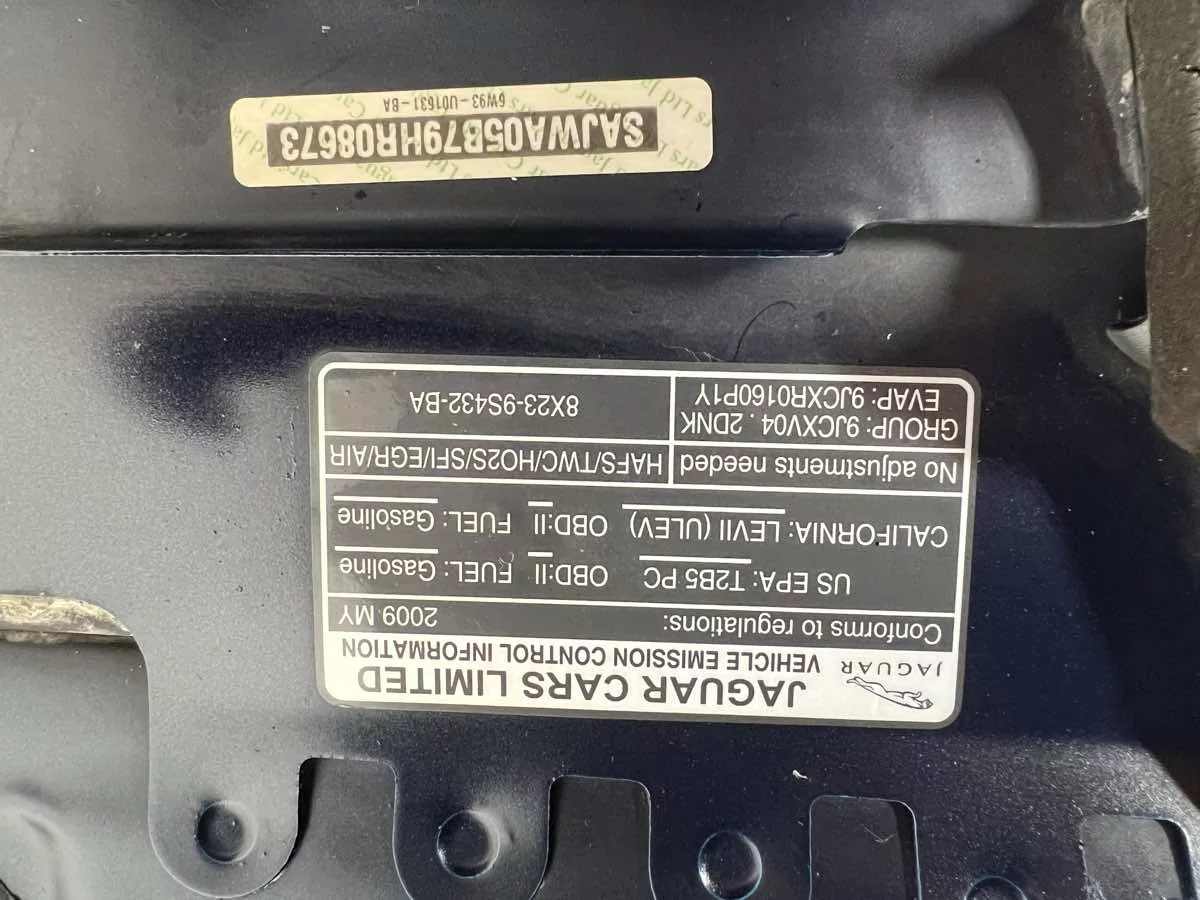 JAGUAR CARS LIMITED
VEHICLE EMISSION CONTROL INFORMATION
JAGUAR
Conforms to regulations: 2009 MY
US EPA: T2B5 PC OBD:II FUEL: Gasoline
CALIFORNIA: LEVII (ULEV) OBD:II FUEL: Gasoline
No adjustments needed HAFS/TWC/HO2S/SFI/EGR/AIR
GROUP: 9JCXV04.2DNK
EVAP: 9JCXR0160P1Y
8X23-9S432-BA
SAJWA05B79HR08673
6W93-U01631-BA